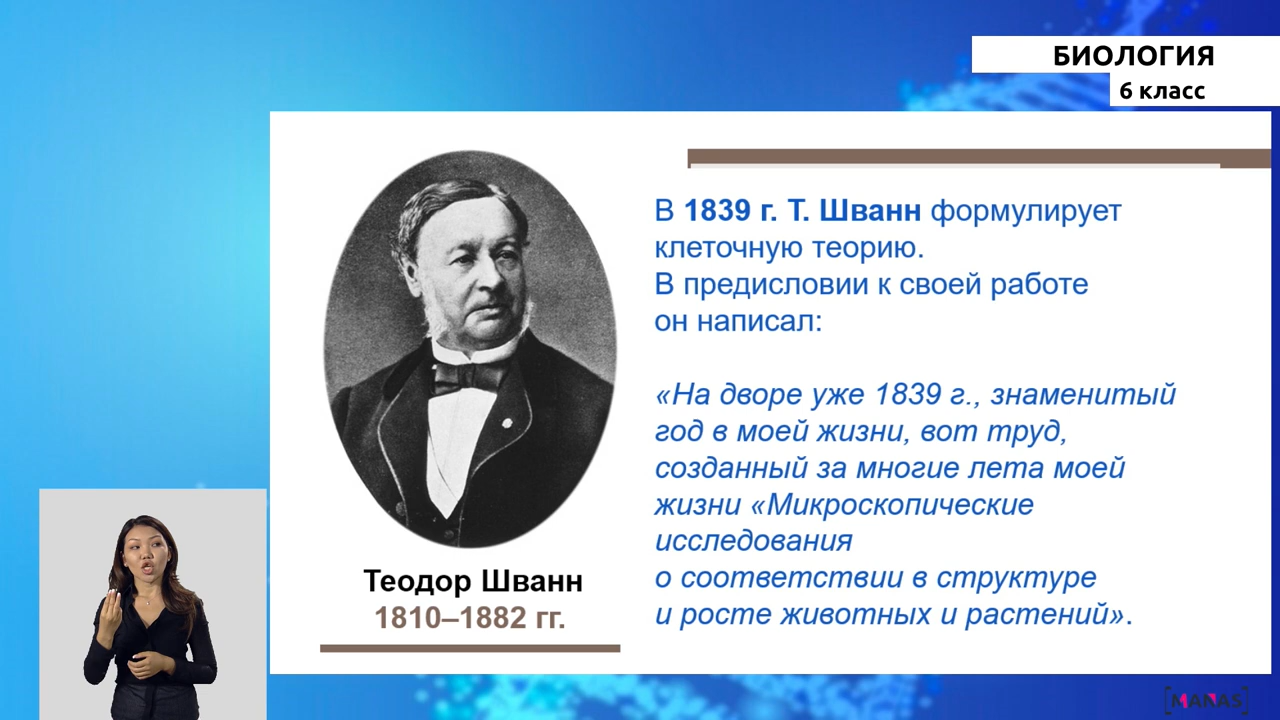 БИОЛОГИЯ
6 класс
В 1839 г. Т. Шванн формулирует
клеточную теорию.
В предисловии к своей работе
он написал:
«На дворе уже 1839 г., знаменитый
год в моей жизни, вот труд,
созданный за многие лета моей
жизни «Микроскопические
исследования
о соответствии в структуре
и росте животных и растений».
Теодор Шванн
1810–1882 гг.
MANAS